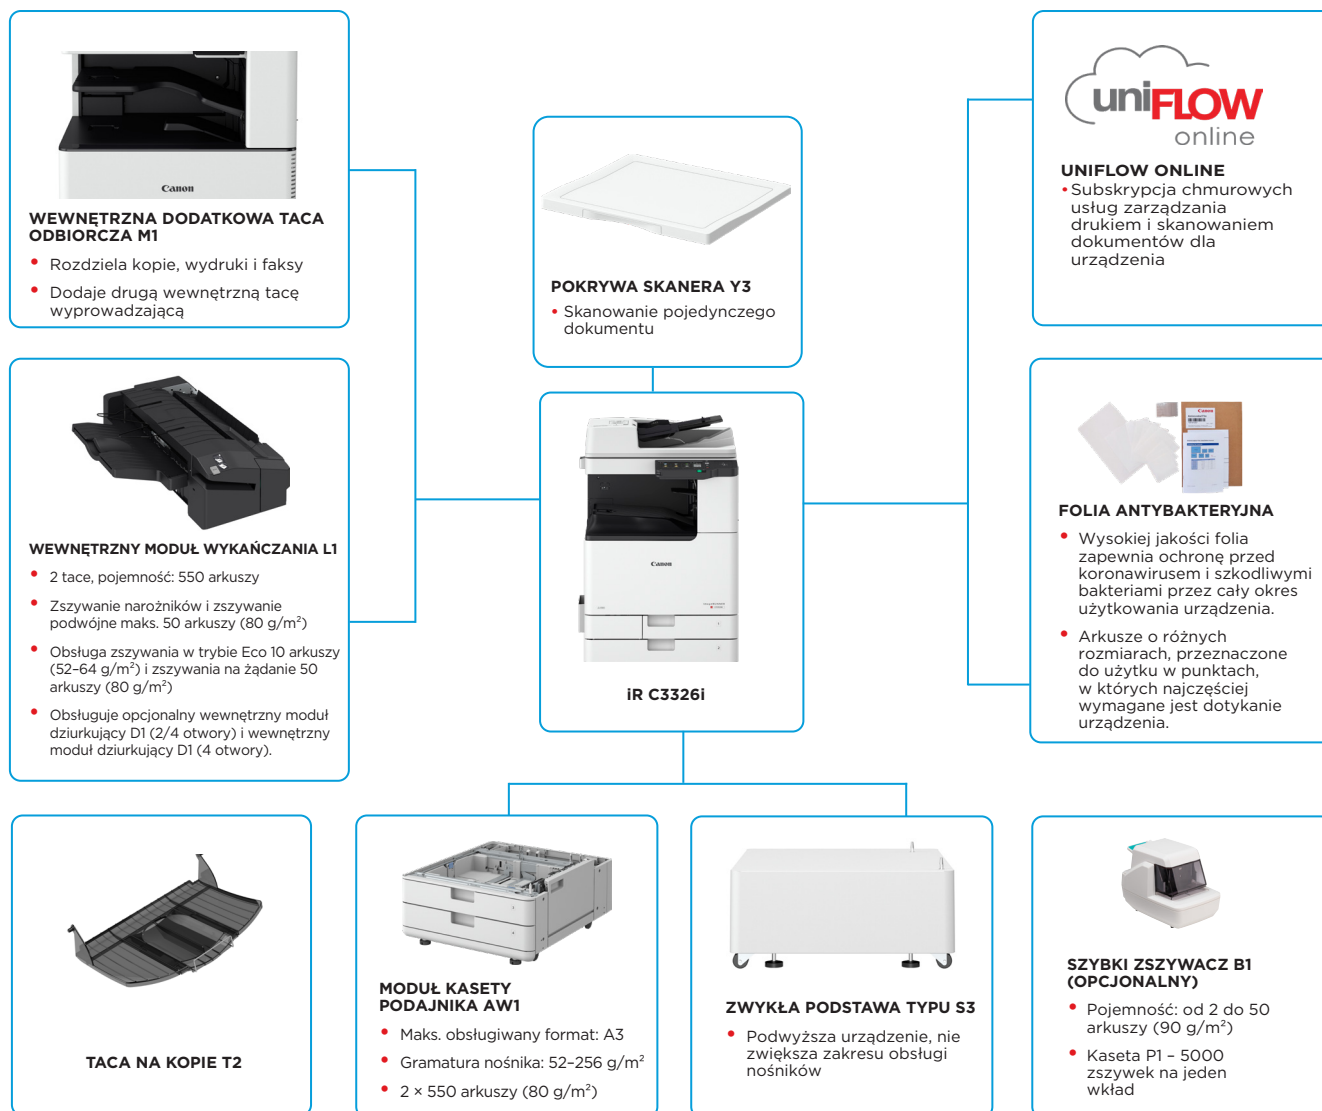 Canon
WEWNĘTRZNA DODATKOWA TACA
ODBIORCZA M1
• Rozdziela kopie, wydruki i faksy
• Dodaje drugą wewnętrzną tacę
wyprowadzającą
POKRYWA SKANERA Y3
• Skanowanie pojedynczego
dokumentu
uniFLOW
online
UNIFLOW ONLINE
• Subskrypcja chmurowych
usług zarządzania
drukiem i skanowaniem
dokumentów dla
urządzenia
WEWNĘTRZNY MODUŁ WYKAŃCZANIA L1
• 2 tace, pojemność: 550 arkuszy
• Zszywanie narożników i zszywanie
podwójne maks. 50 arkuszy (80 g/m²)
• Obsługa zszywania w trybie Eco 10 arkuszy
(52–64 g/m²) i zszywania na żądanie 50
arkuszy (80 g/m²)
• Obsługuje opcjonalny wewnętrzny moduł
dziurkujący D1 (2/4 otwory) i wewnętrzny
moduł dziurkujący D1 (4 otwory).
Canon
iR C3326i
Canon
FOLIA ANTYBAKTERYJNA
• Wysokiej jakości folia
zapewnia ochronę przed
koronawirusem i szkodliwymi
bakteriami przez cały okres
użytkowania urządzenia.
• Arkusze o różnych
rozmiarach, przeznaczone
do użytku w punktach,
w których najczęściej
wymagane jest dotykanie
urządzenia.
TACA NA KOPIE T2
MODUŁ KASETY
PODAJNIKA AW1
• Maks. obsługiwany format: A3
• Gramatura nośnika: 52–256 g/m²
• 2 × 550 arkuszy (80 g/m²)
ZWYKŁA PODSTAWA TYPU S3
• Podwyższa urządzenie, nie
zwiększa zakresu obsługi
nośników
SZYBKI ZSZYWACZ B1
(OPCJONALNY)
• Pojemność: od 2 do 50
arkuszy (90 g/m²)
• Kaseta P1 – 5000
zszywek na jeden
wkład